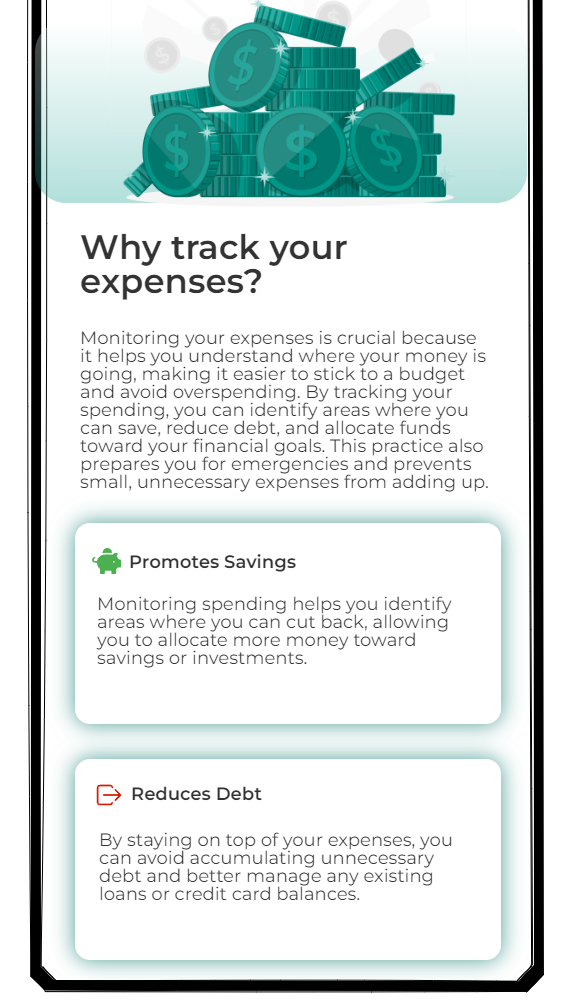 $
$
$
$
Why track your
expenses?
Monitoring your expenses is crucial because
it helps you understand where your money is
going, making it easier to stick to a budget
and avoid overspending. By tracking your
spending, you can identify areas where you
can save, reduce debt, and allocate funds
toward your financial goals. This practice also
prepares you for emergencies and prevents
small, unnecessary expenses from adding up.
Promotes Savings
Monitoring spending helps you identify
areas where you can cut back, allowing
you to allocate more money toward
savings or investments.
Reduces Debt
By staying on top of your expenses, you
can avoid accumulating unnecessary
debt and better manage any existing
loans or credit card balances.